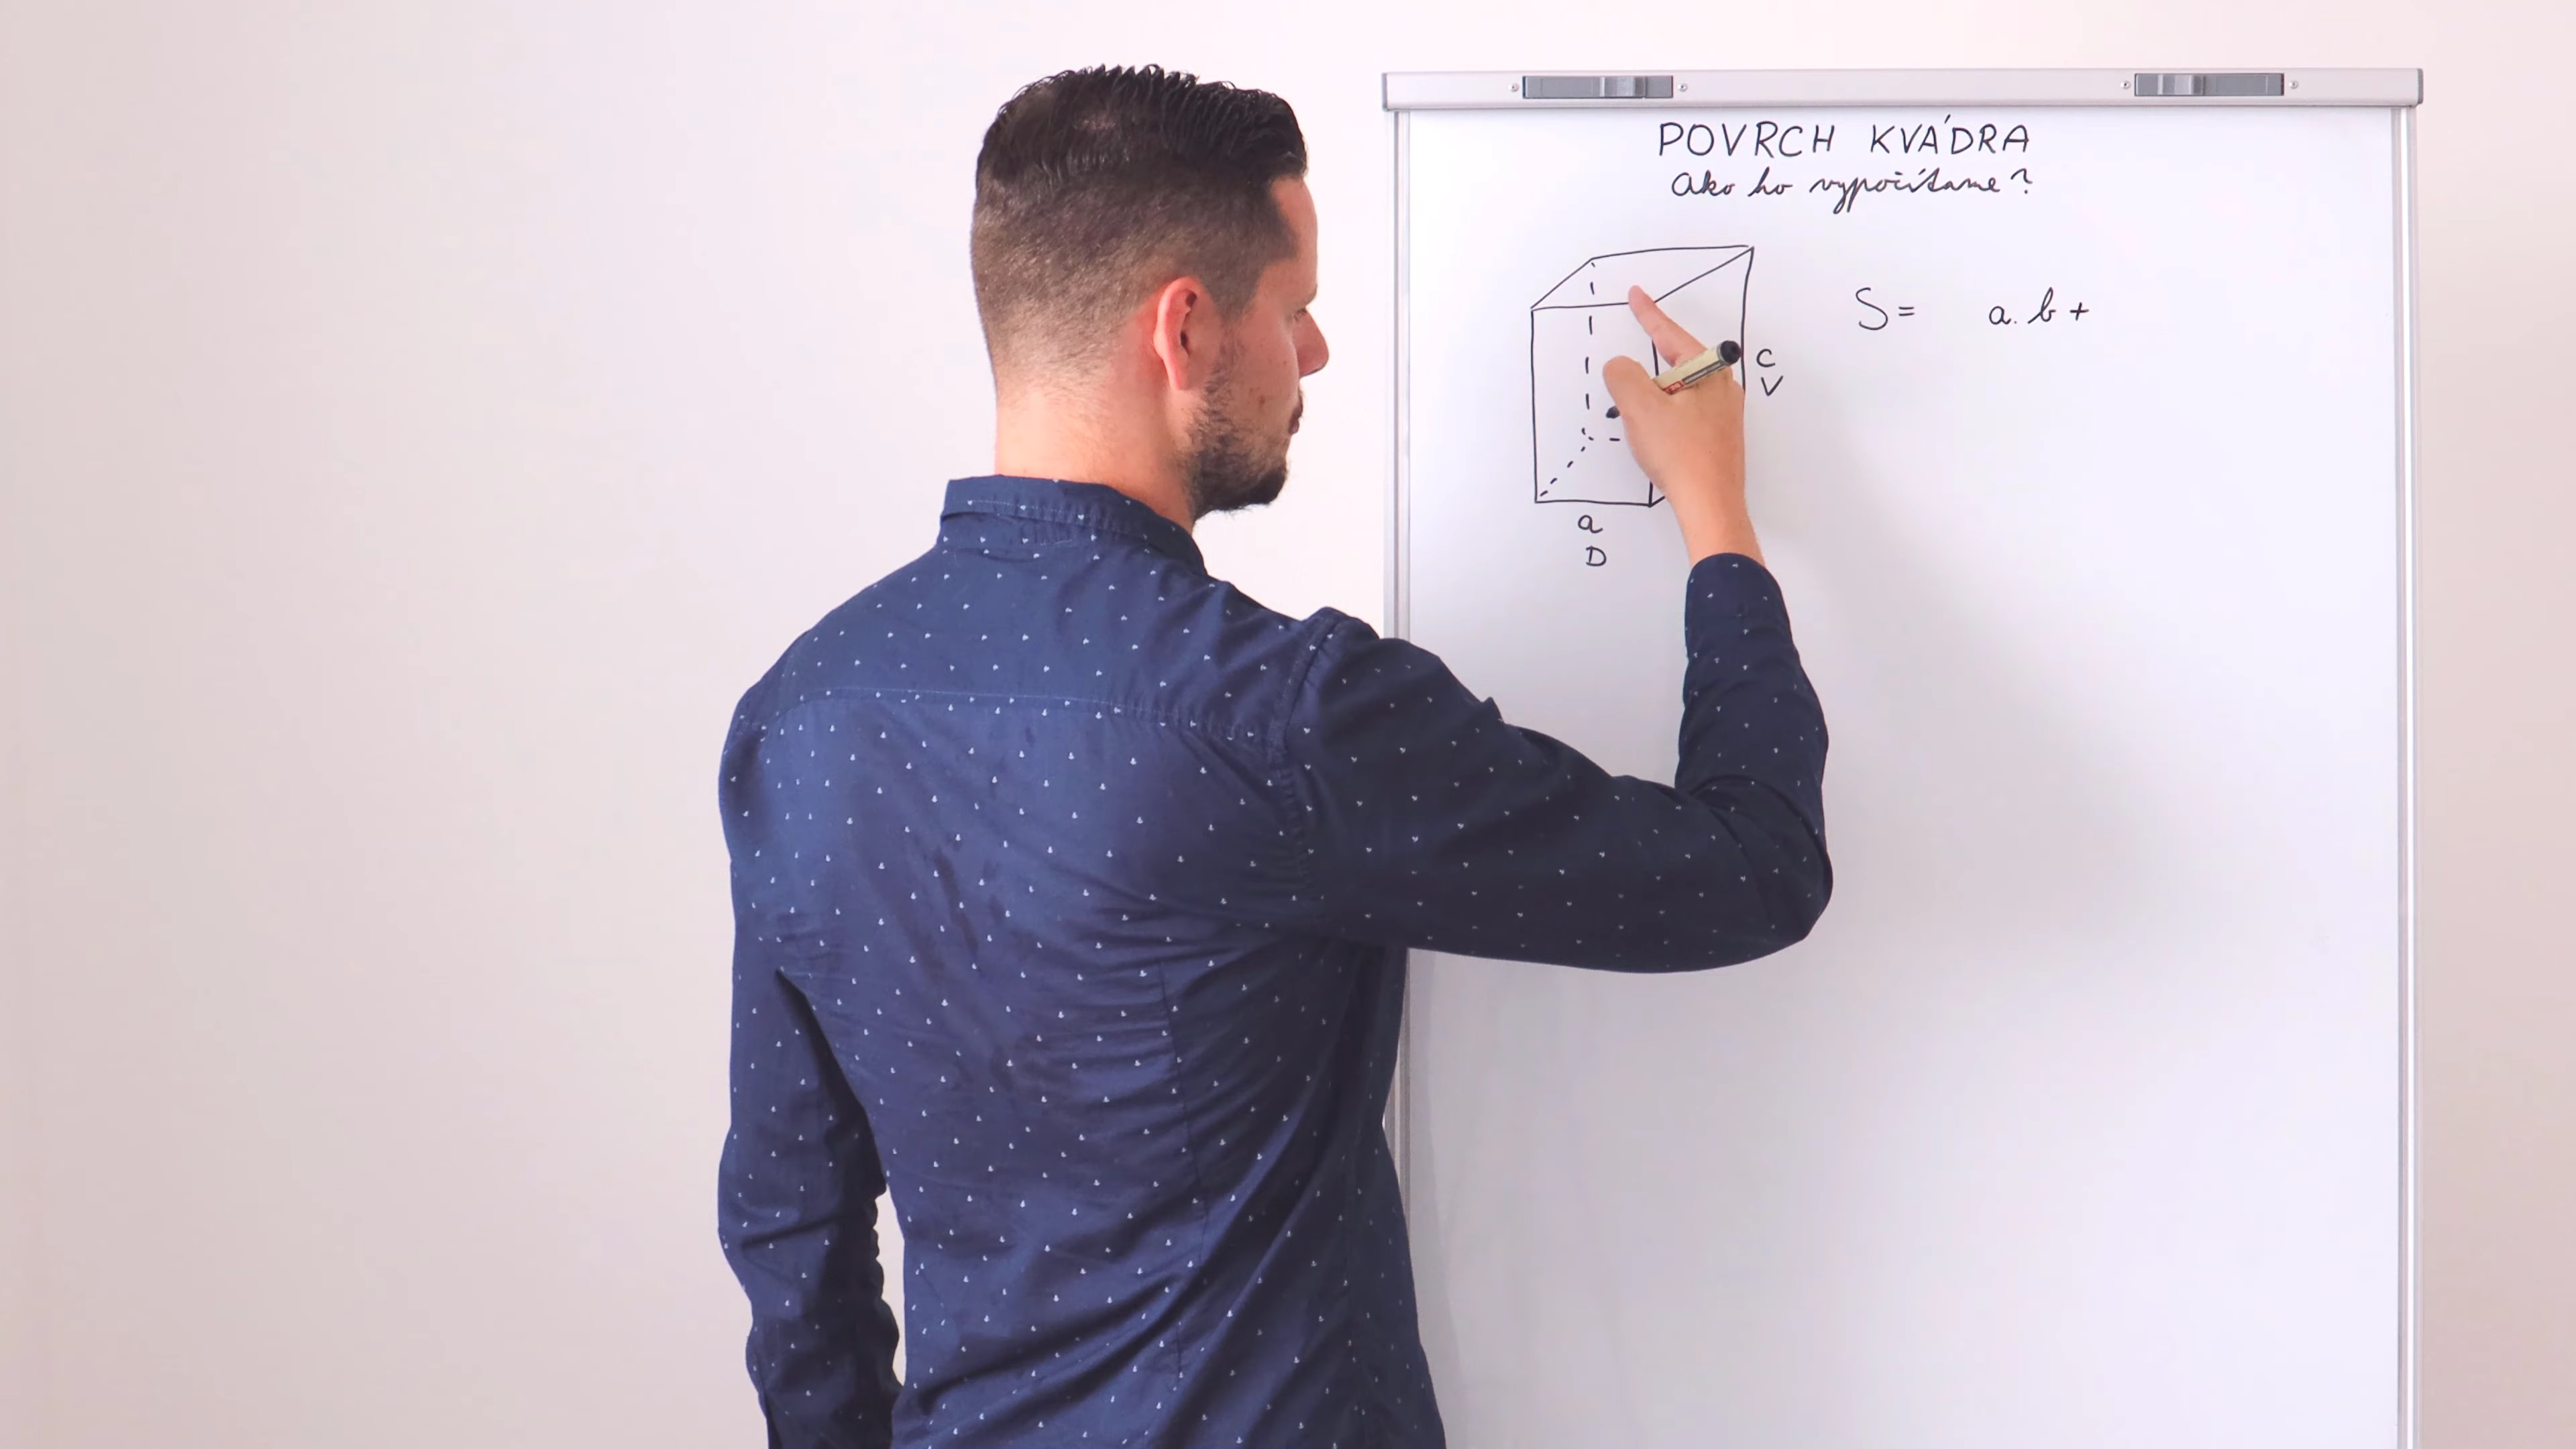 POVRCH KVÁDRA
Ako ho vypočítame?
S = a. b +
c
V
a
D